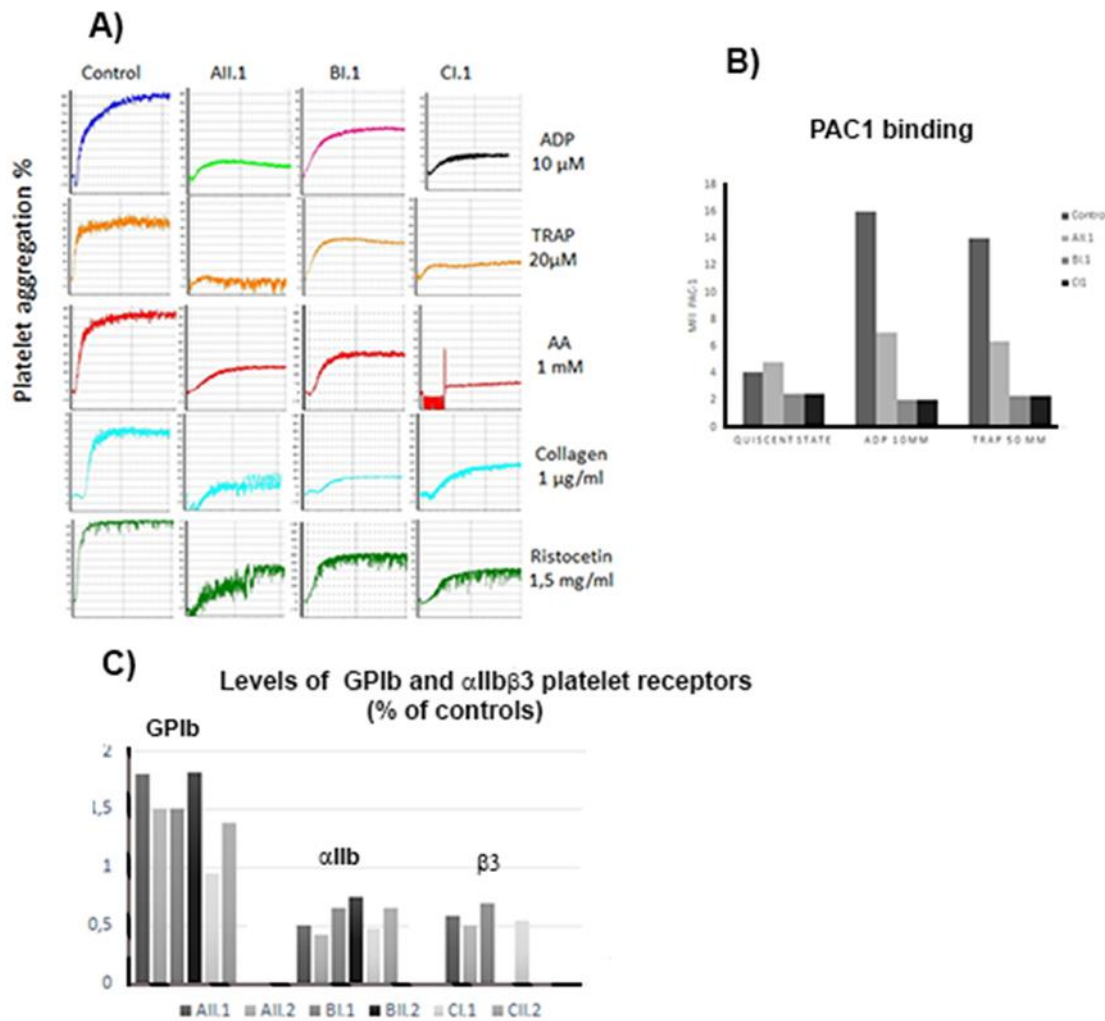 A)
Control AII.1 BI.1 CI.1
Platelet aggregation %
ADP
10 µM
TRAP
20µM
AA
1 mM
Collagen
1 µg/ml
Ristocetin
1,5 mg/ml
B)
PAC1 binding
MFI PAC-1
18
16
14
12
10
8
6
4
2
0
QUISCENT STATE ADP 10MM TRAP 50 MM
Contro
AII.1
BI.1
CI1
C)
Levels of GPIb and αIIbβ3 platelet receptors
(% of controls)
GPIb
αIIb
β3
2
1,5
1
0,5
0
AII.1 AII.2 BI.1 BII.2 CI.1 CII.2